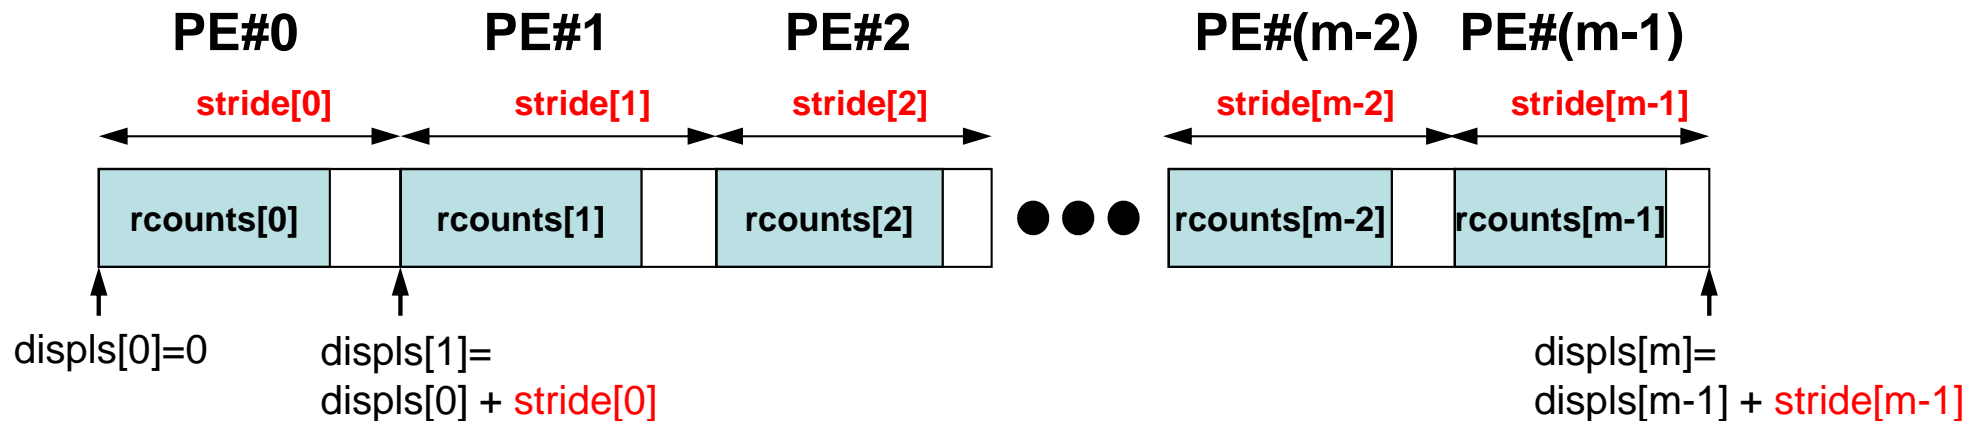 PE#0 PE#1 PE#2 PE#(m-2) PE#(m-1)
stride[0] stride[1] stride[2] stride[m-2] stride[m-1]
rcounts[0] rcounts[1] rcounts[2] rcounts[m-2] rcounts[m-1]
displs[0]=0 displs[1]= displs[m]=
displs[0] + stride[0] displs[m-1] + stride[m-1]